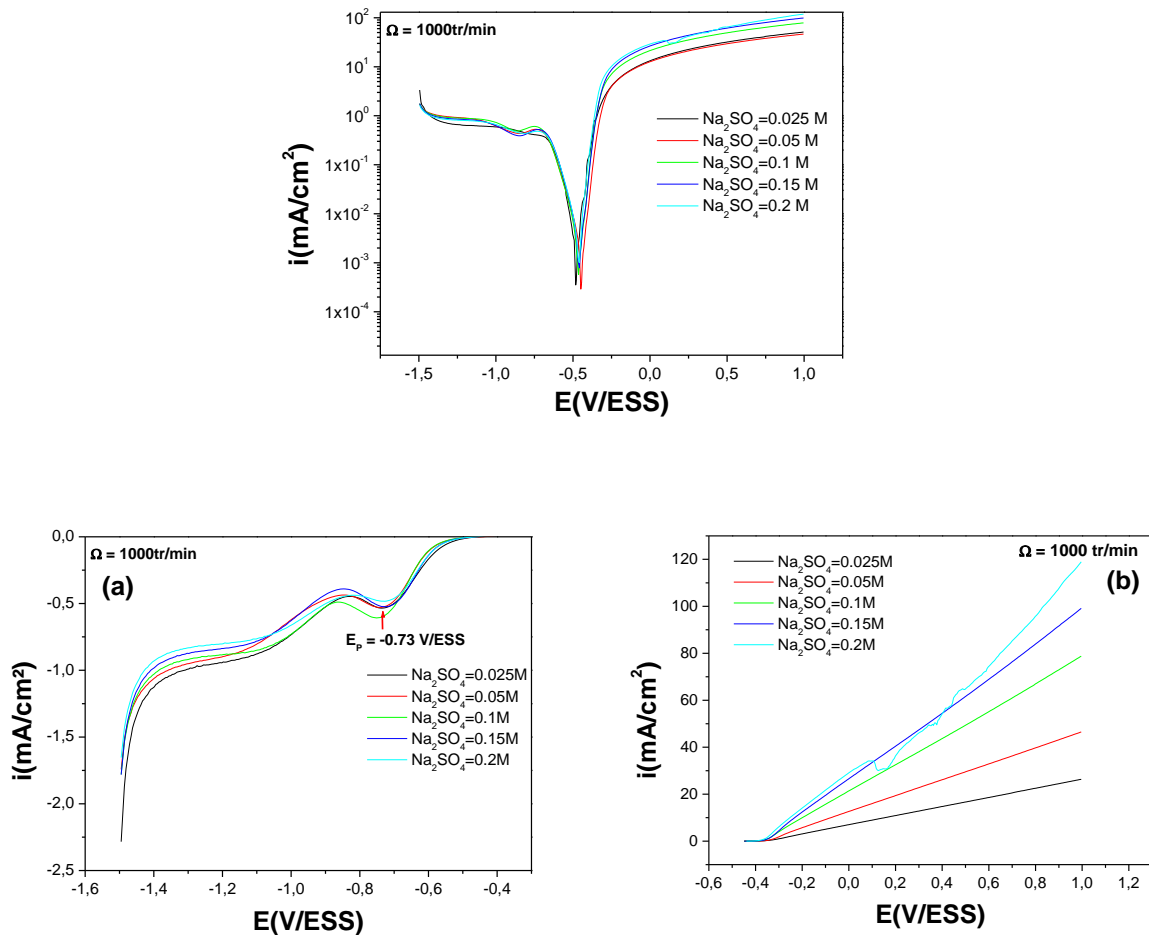 Ω = 1000tr/min
10²
10¹
10⁰
1x10⁻¹
1x10⁻²
1x10⁻³
1x10⁻⁴
i(mA/cm²)
Na₂SO₄=0.025 M
Na₂SO₄=0.05 M
Na₂SO₄=0.1 M
Na₂SO₄=0.15 M
Na₂SO₄=0.2 M
-1,5 -1,0 -0,5 0,0 0,5 1,0
E(V/ESS)
0,0
-0,5
-1,0
-1,5
-2,0
-2,5
i(mA/cm²)
Ω = 1000tr/min
(a)
E_P = -0.73 V/ESS
Na₂SO₄=0.025M
Na₂SO₄=0.05M
Na₂SO₄=0.1M
Na₂SO₄=0.15M
Na₂SO₄=0.2M
-1,6 -1,4 -1,2 -1,0 -0,8 -0,6 -0,4
E(V/ESS)
120
100
80
60
40
20
0
i(mA/cm²)
Ω = 1000 tr/min
(b)
Na₂SO₄=0.025M
Na₂SO₄=0.05M
Na₂SO₄=0.1M
Na₂SO₄=0.15M
Na₂SO₄=0.2M
-0,6 -0,4 -0,2 0,0 0,2 0,4 0,6 0,8 1,0 1,2
E(V/ESS)